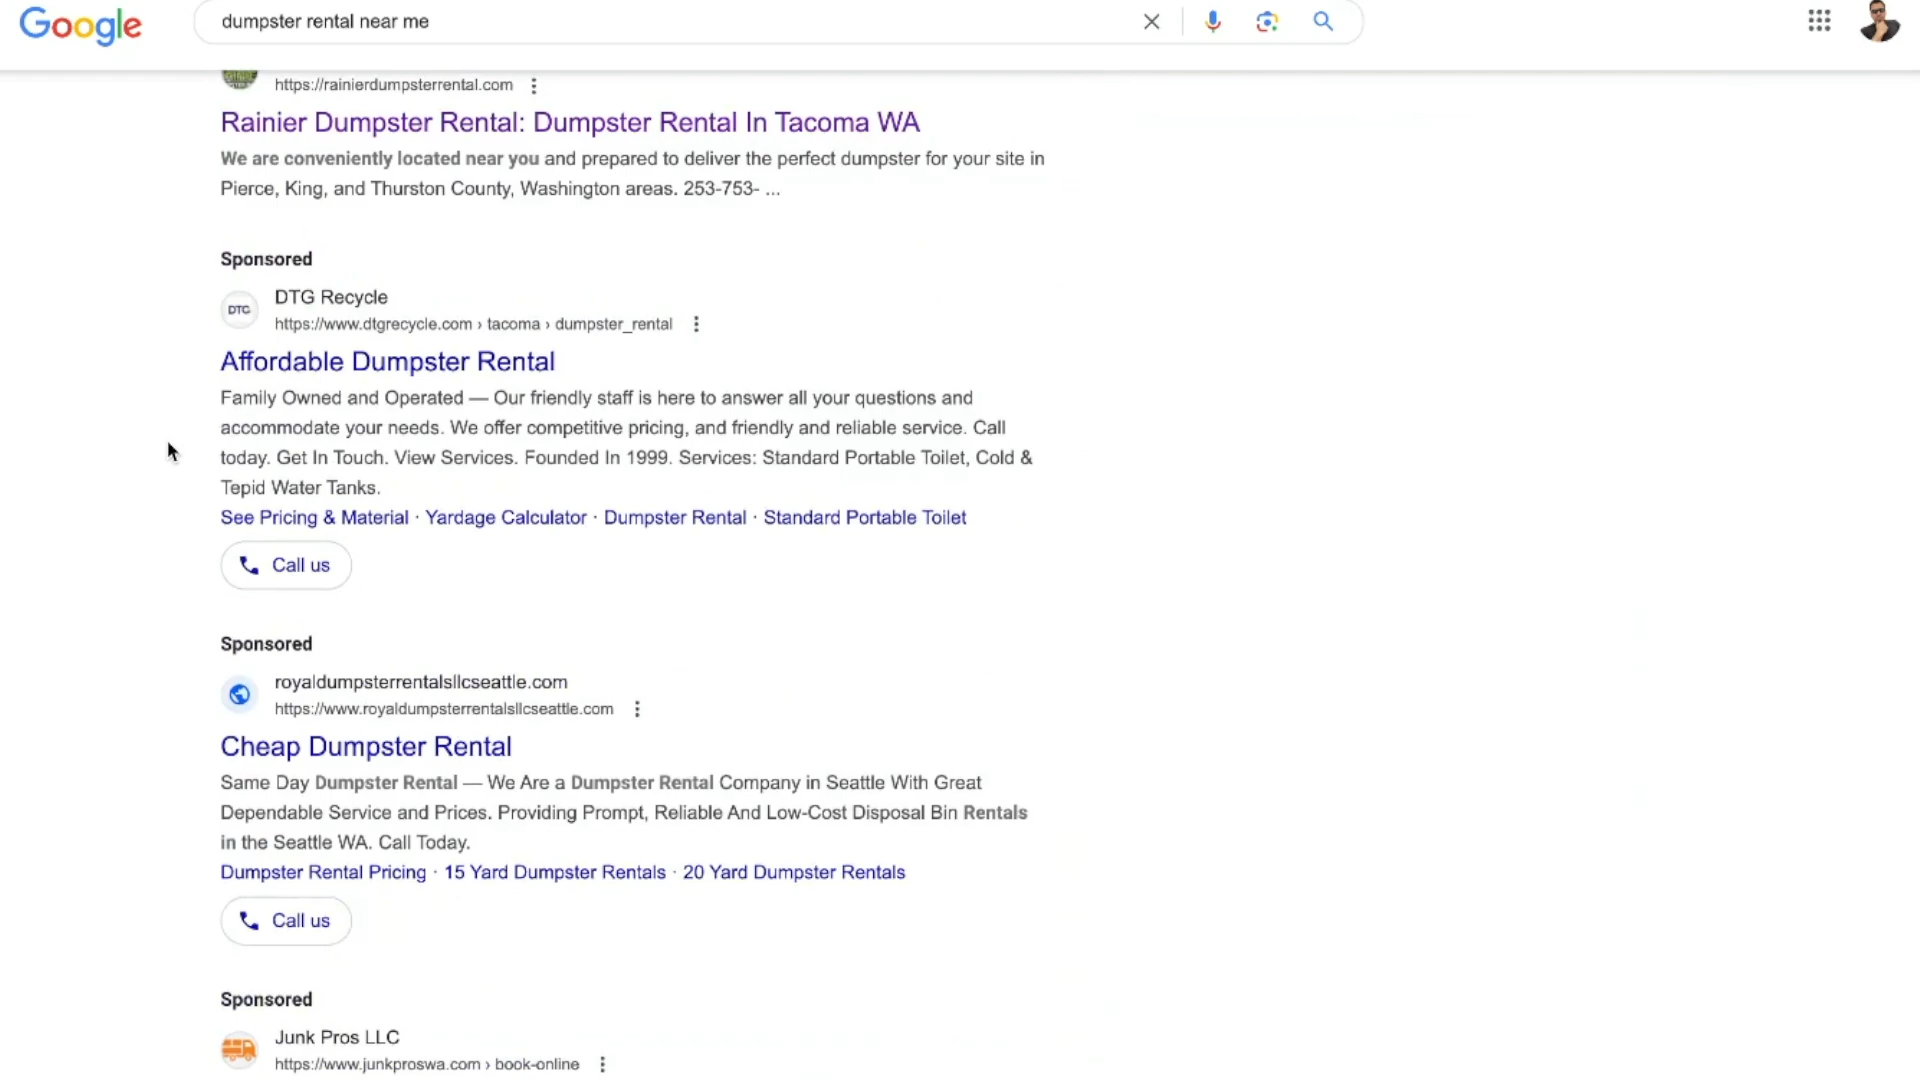 Google
dumpster rental near me
https://rainierdumpsterrental.com
Rainier Dumpster Rental: Dumpster Rental In Tacoma WA
We are conveniently located near you and prepared to deliver the perfect dumpster for your site in
Pierce, King, and Thurston County, Washington areas. 253-753- ...
Sponsored
DTG
DTG Recycle
https://www.dtgrecycle.com › tacoma › dumpster_rental
Affordable Dumpster Rental
Family Owned and Operated — Our friendly staff is here to answer all your questions and
accommodate your needs. We offer competitive pricing, and friendly and reliable service. Call
today. Get In Touch. View Services. Founded In 1999. Services: Standard Portable Toilet, Cold &
Tepid Water Tanks.
See Pricing & Material · Yardage Calculator · Dumpster Rental · Standard Portable Toilet
Call us
Sponsored
royaldumpsterrentalsllcseattle.com
https://www.royaldumpsterrentalsllcseattle.com
Cheap Dumpster Rental
Same Day Dumpster Rental — We Are a Dumpster Rental Company in Seattle With Great
Dependable Service and Prices. Providing Prompt, Reliable And Low-Cost Disposal Bin Rentals
in the Seattle WA. Call Today.
Dumpster Rental Pricing · 15 Yard Dumpster Rentals · 20 Yard Dumpster Rentals
Call us
Sponsored
Junk Pros LLC
https://www.junkproswa.com › book-online